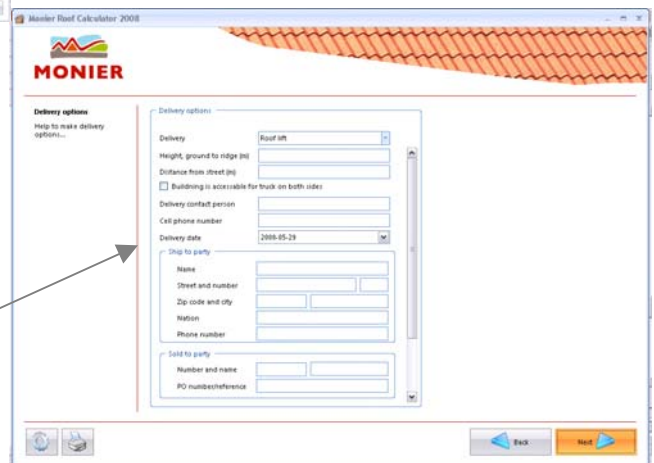 Monier Roof Calculator 2008
MONIER
Delivery options
Help to make delivery
options...
Delivery options
Delivery Roof lift
Height, ground to ridge (m)
Distance from street (m)
Buildning is accessable for truck on both sides
Delivery contact person
Cell phone number
Delivery date 2008-05-29
Ship to party
Name
Street and number
Zip code and city
Nation
Phone number
Sold to party
Number and name
PO number/reference
Back
Next